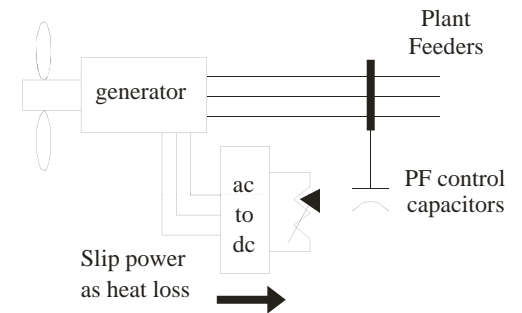 Plant
Feeders
generator
PF control
capacitors
ac
to
dc
Slip power
as heat loss